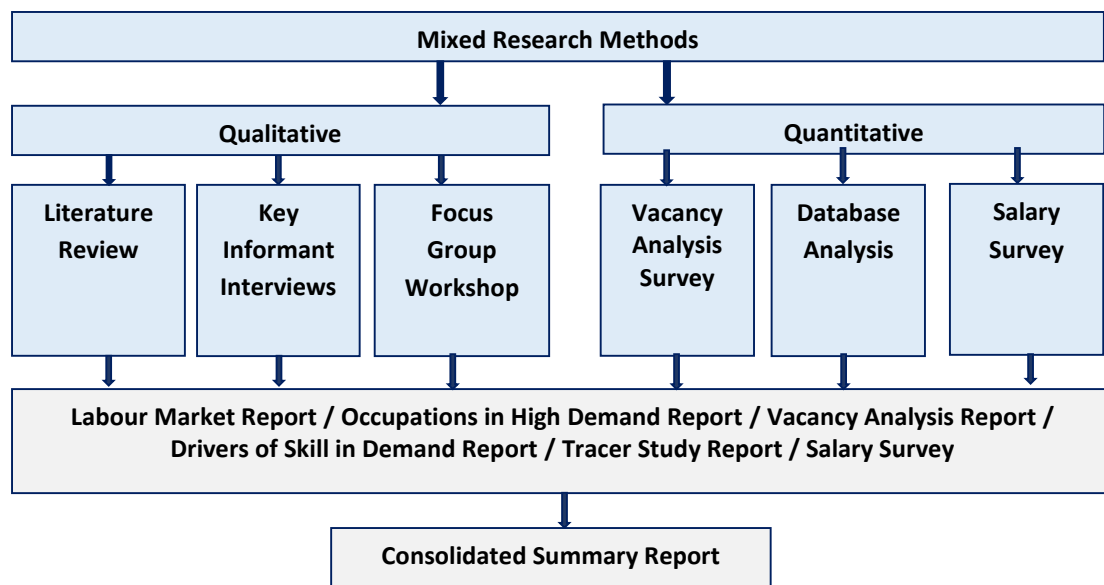 Mixed Research Methods
Qualitative
Quantitative
Literature
Review
Key
Informant
Interviews
Focus
Group
Workshop
Vacancy
Analysis
Survey
Database
Analysis
Salary
Survey
Labour Market Report / Occupations in High Demand Report / Vacancy Analysis Report /
Drivers of Skill in Demand Report / Tracer Study Report / Salary Survey
Consolidated Summary Report